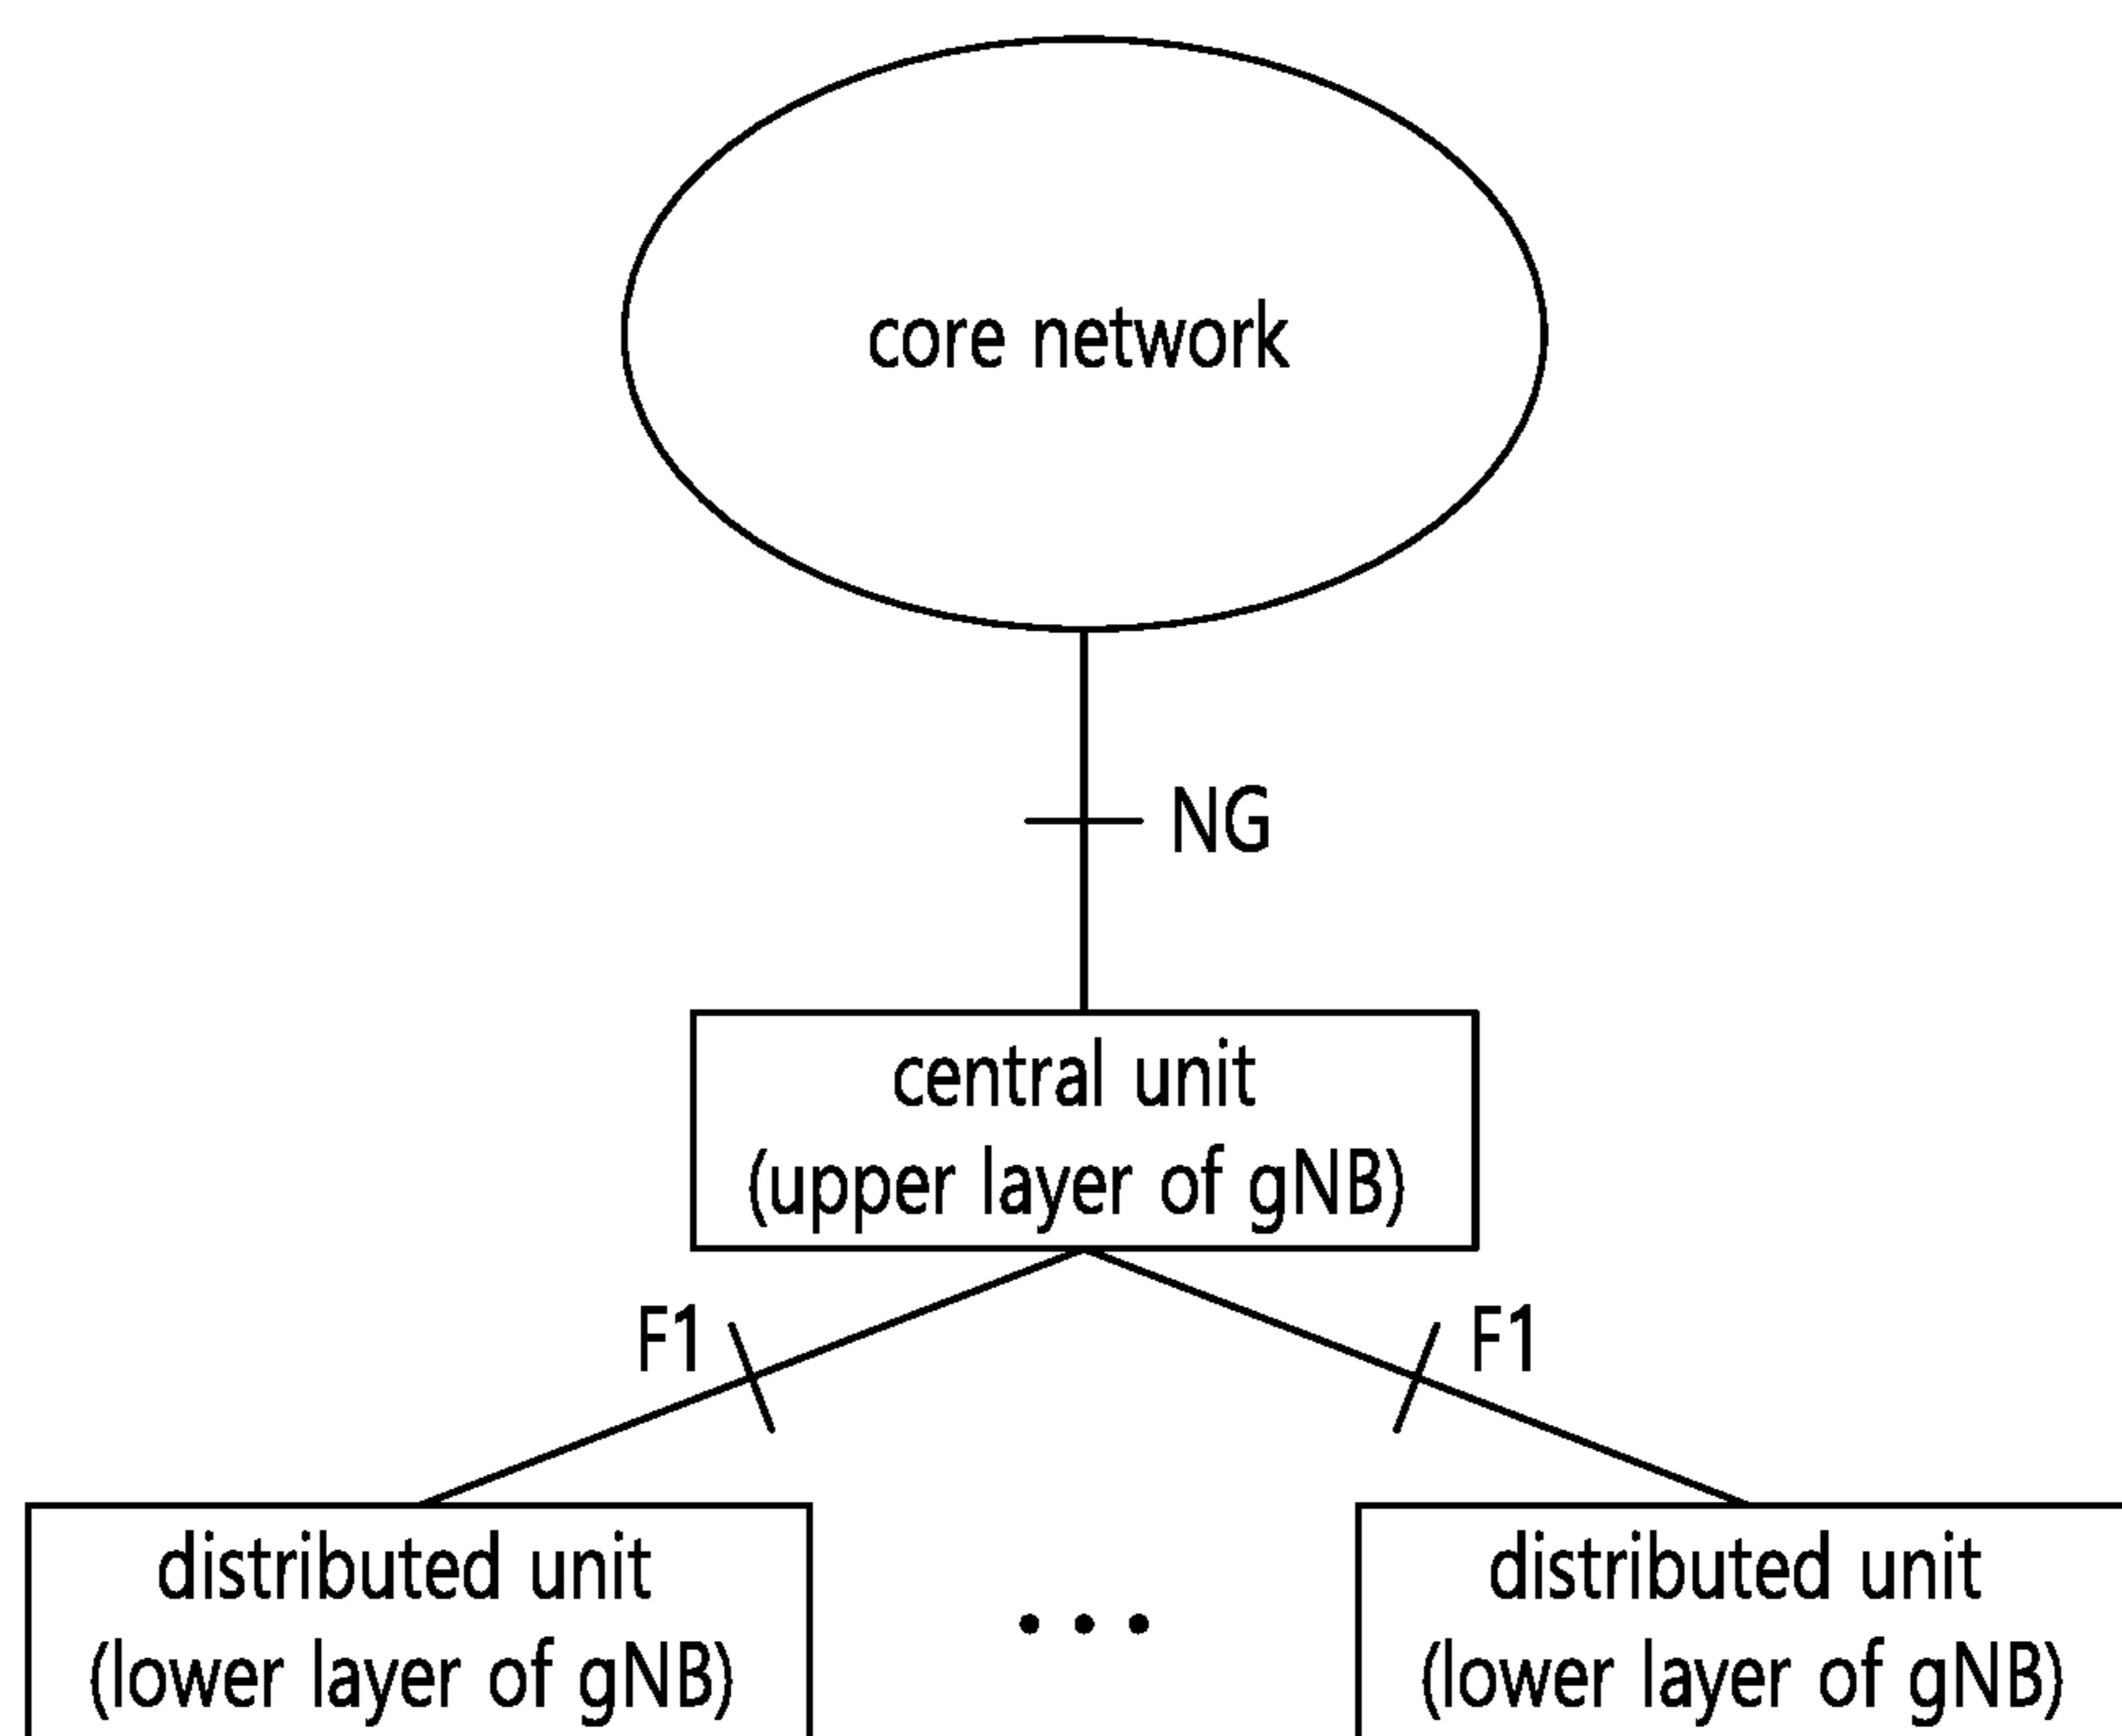 core network
NG
central unit
(upper layer of gNB)
F1
F1
distributed unit
(lower layer of gNB)
• • •
distributed unit
(lower layer of gNB)